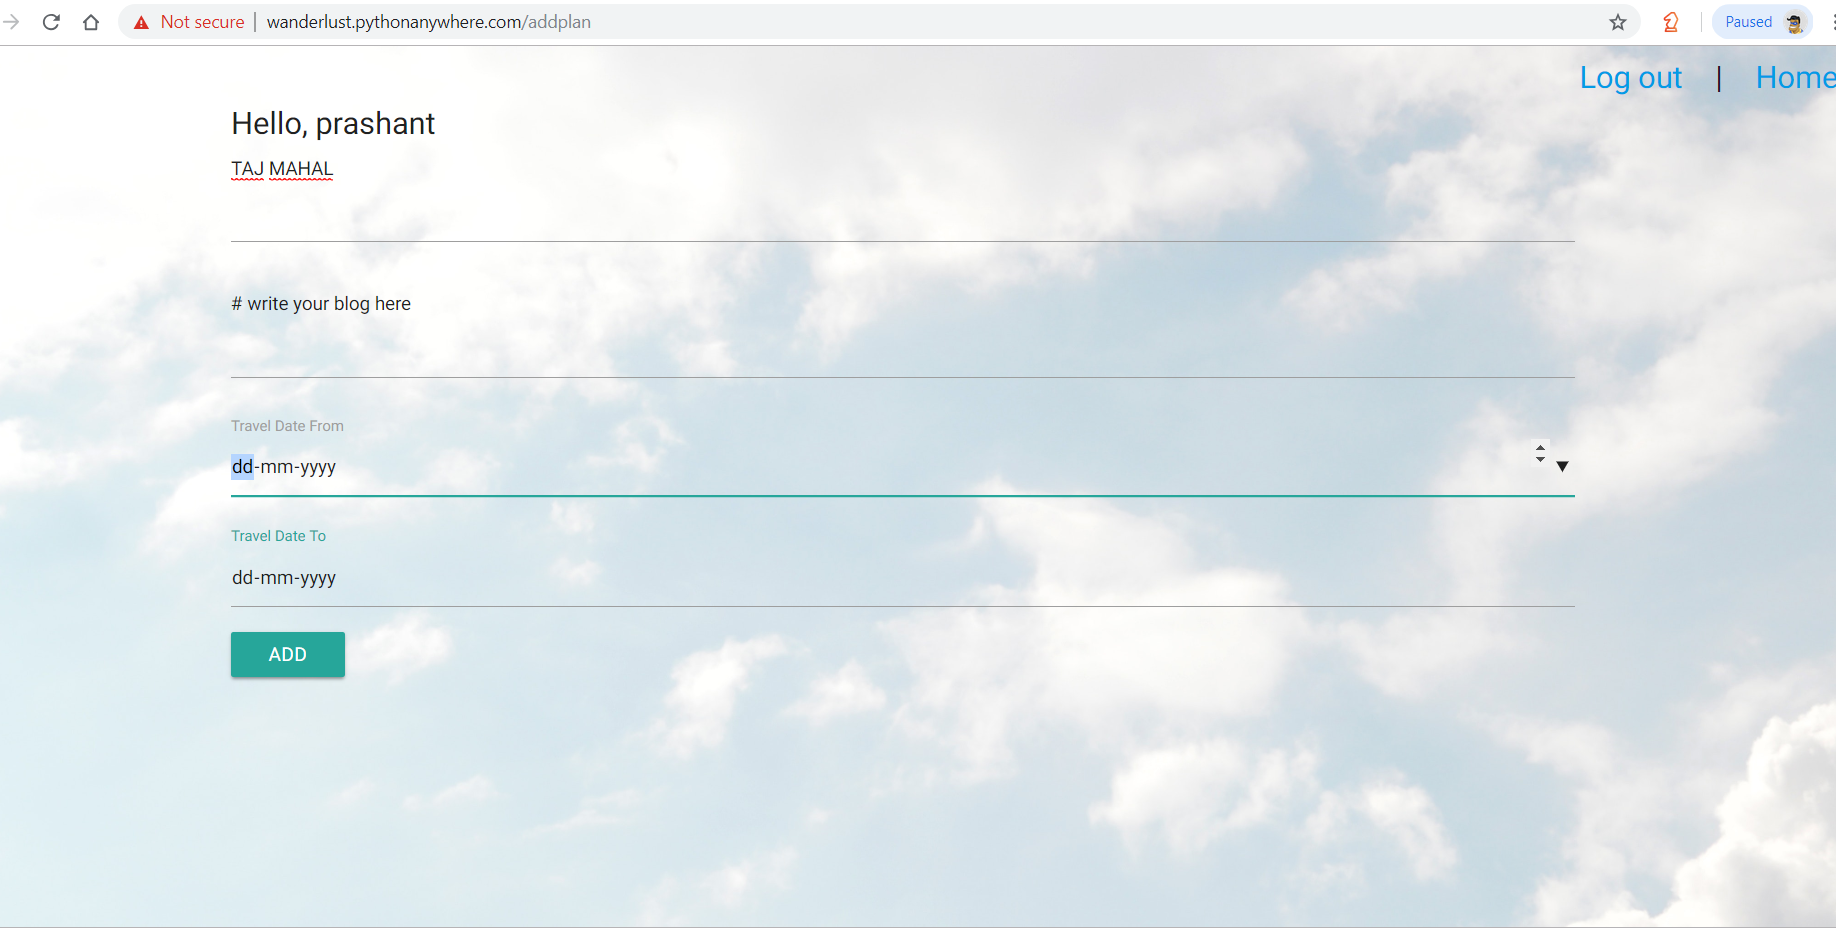 Not secure | wanderlust.pythonanywhere.com/addplan
Paused
Log out | Home
Hello, prashant
TAJ MAHAL
# write your blog here
Travel Date From
dd-mm-yyyy
Travel Date To
dd-mm-yyyy
ADD